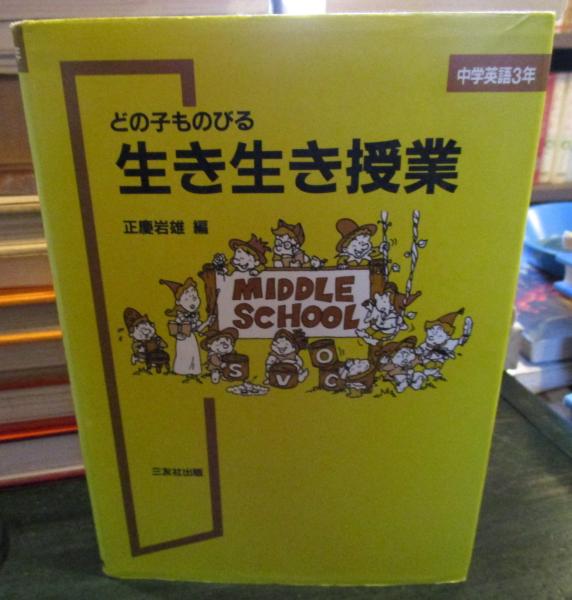 中学英語3年
どの子ものびる
生き生き授業
正慶岩雄 編
MIDDLE
SCHOOL
S V O C
三友社出版